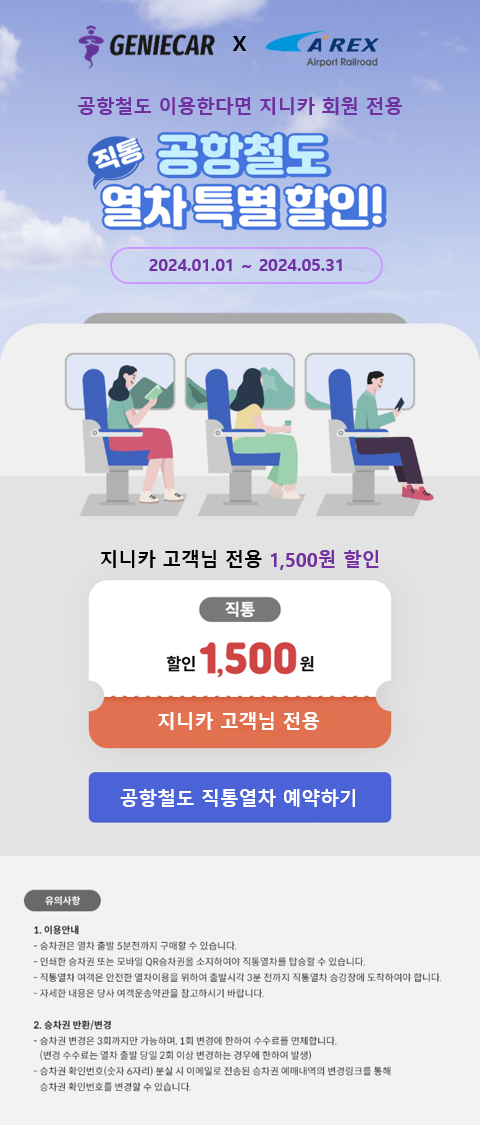 GENIECAR X A'REX
Airport Railroad
공항철도 이용한다면 지니카 회원 전용
직통 공항철도
열차 특별 할인!
2024.01.01 ~ 2024.05.31
지니카 고객님 전용 1,500원 할인
직통
할인 1,500 원
지니카 고객님 전용
공항철도 직통열차 예약하기
유의사항
1. 이용안내
- 승차권은 열차 출발 5분전까지 구매할 수 있습니다.
- 인쇄한 승차권 또는 모바일 QR승차권을 소지하여야 직통열차를 탑승할 수 있습니다.
- 직통열차 여객은 안전한 열차이용을 위하여 출발시각 3분 전까지 직통열차 승강장에 도착하여야 합니다.
- 자세한 내용은 당사 여객운송약관을 참고하시기 바랍니다.
2. 승차권 반환/변경
- 승차권 변경은 3회까지만 가능하며, 1회 변경에 한하여 수수료를 면제합니다.
(변경 수수료는 열차 출발 당일 2회 이상 변경하는 경우에 한하여 발생)
- 승차권 확인번호(숫자 6자리) 분실 시 이메일로 전송된 승차권 예매내역의 변경링크를 통해
승차권 확인번호를 변경할 수 있습니다.